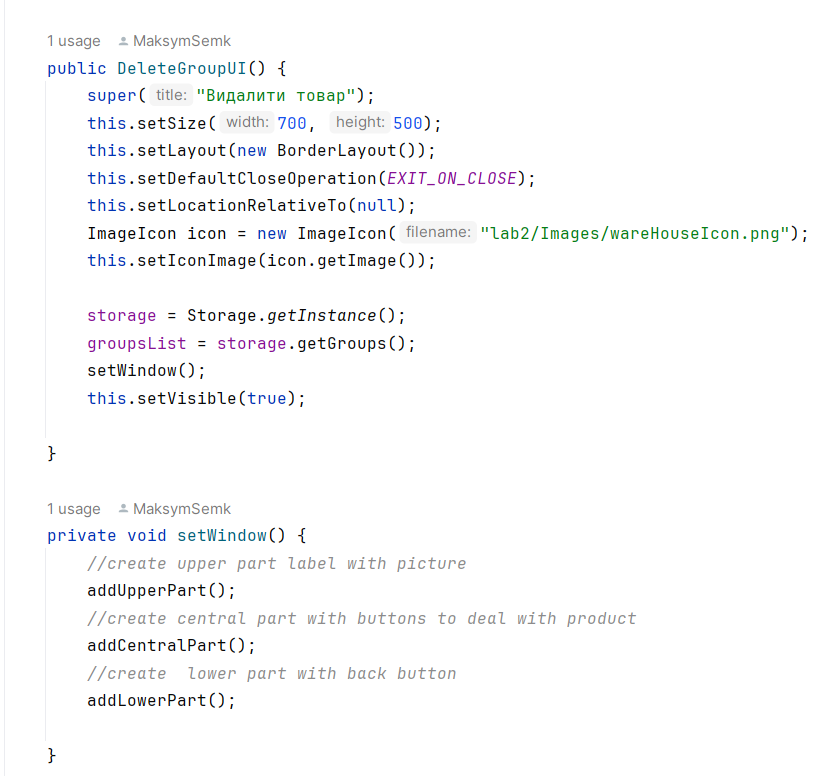 1 usage MaksymSemk
public DeleteGroupUI() {
super( title: "Видалити товар");
this.setSize( width: 700, height: 500);
this.setLayout(new BorderLayout());
this.setDefaultCloseOperation(EXIT_ON_CLOSE);
this.setLocationRelativeTo(null);
ImageIcon icon = new ImageIcon( filename: "lab2/Images/wareHouseIcon.png");
this.setIconImage(icon.getImage());
storage = Storage.getInstance();
groupsList = storage.getGroups();
setWindow();
this.setVisible(true);
}
1 usage MaksymSemk
private void setWindow() {
//create upper part label with picture
addUpperPart();
//create central part with buttons to deal with product
addCentralPart();
//create  lower part with back button
addLowerPart();
}